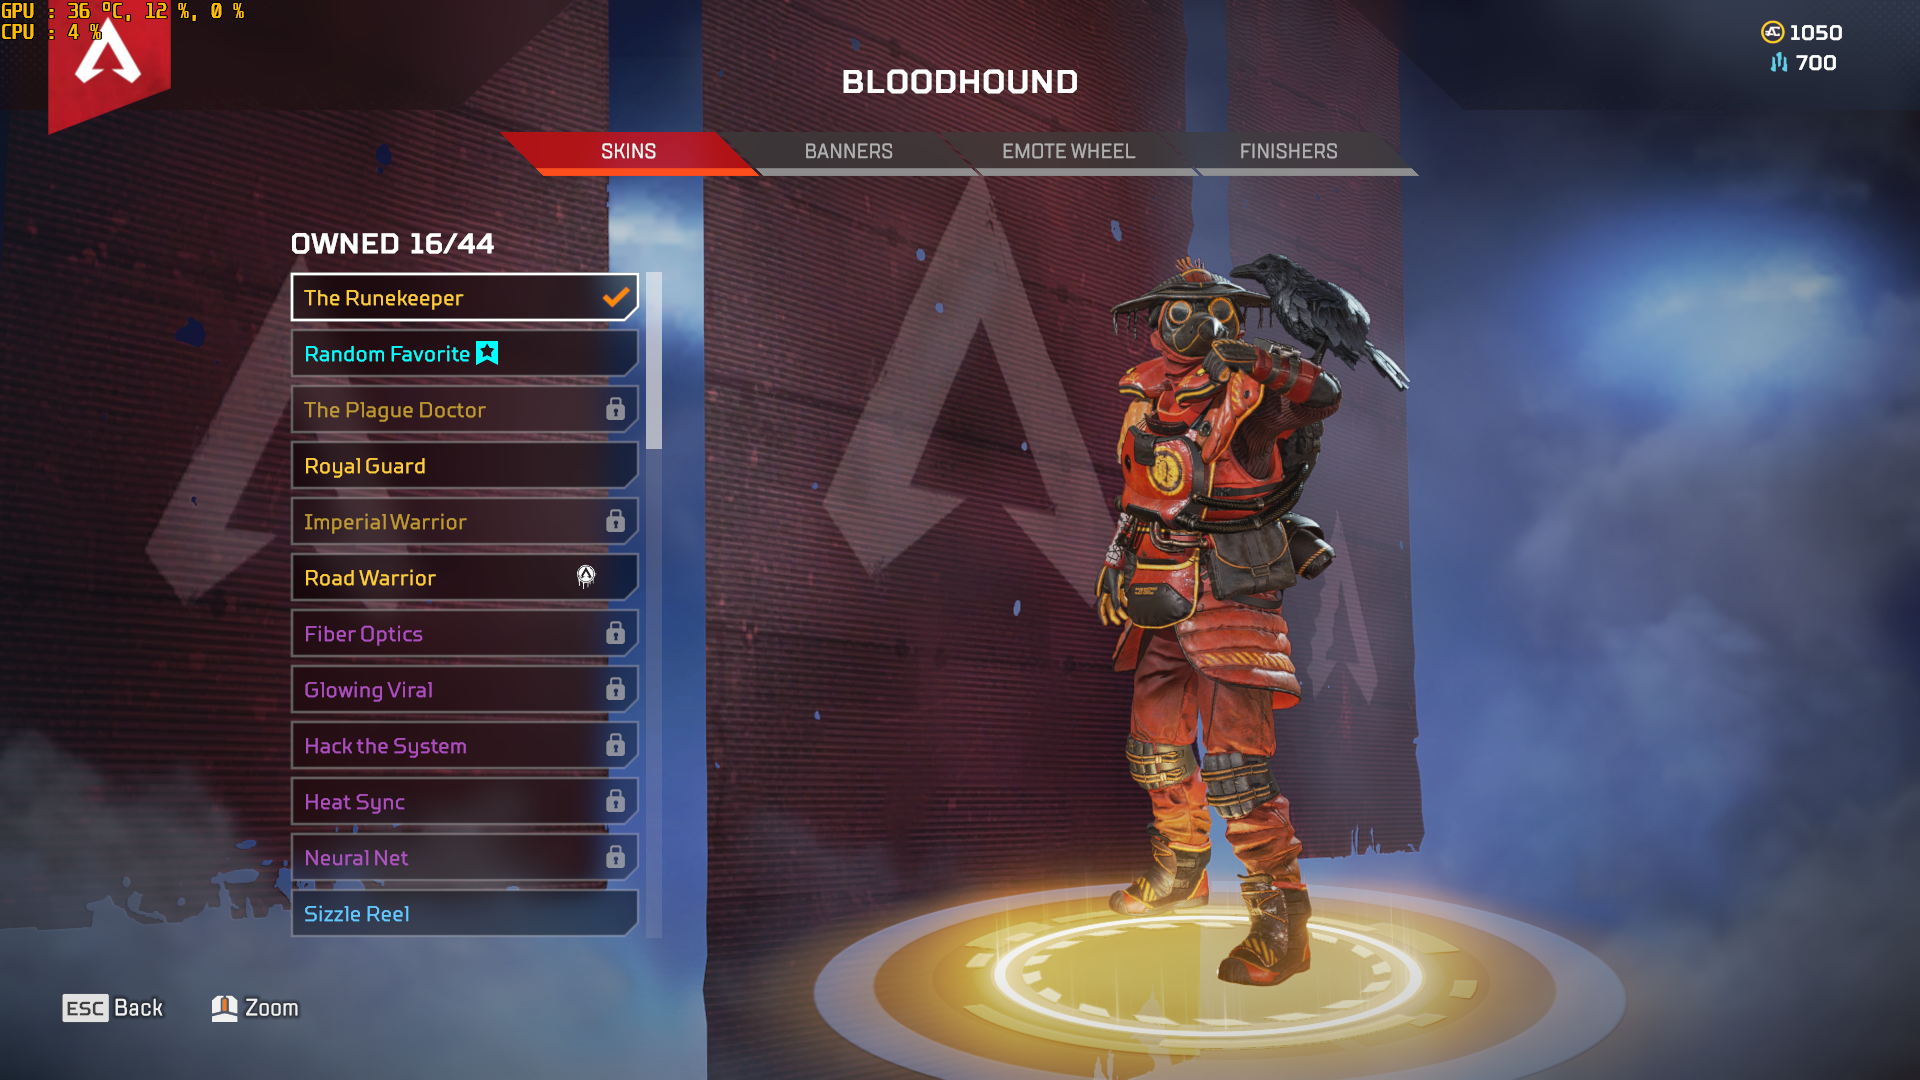 GPU : 36 °C, 12 %, 0 %
CPU : 4 %
1050
700
BLOODHOUND
SKINS
BANNERS
EMOTE WHEEL
FINISHERS
OWNED 16/44
The Runekeeper
Random Favorite
The Plague Doctor
Royal Guard
Imperial Warrior
Road Warrior
Fiber Optics
Glowing Viral
Hack the System
Heat Sync
Neural Net
Sizzle Reel
ESC Back
Zoom